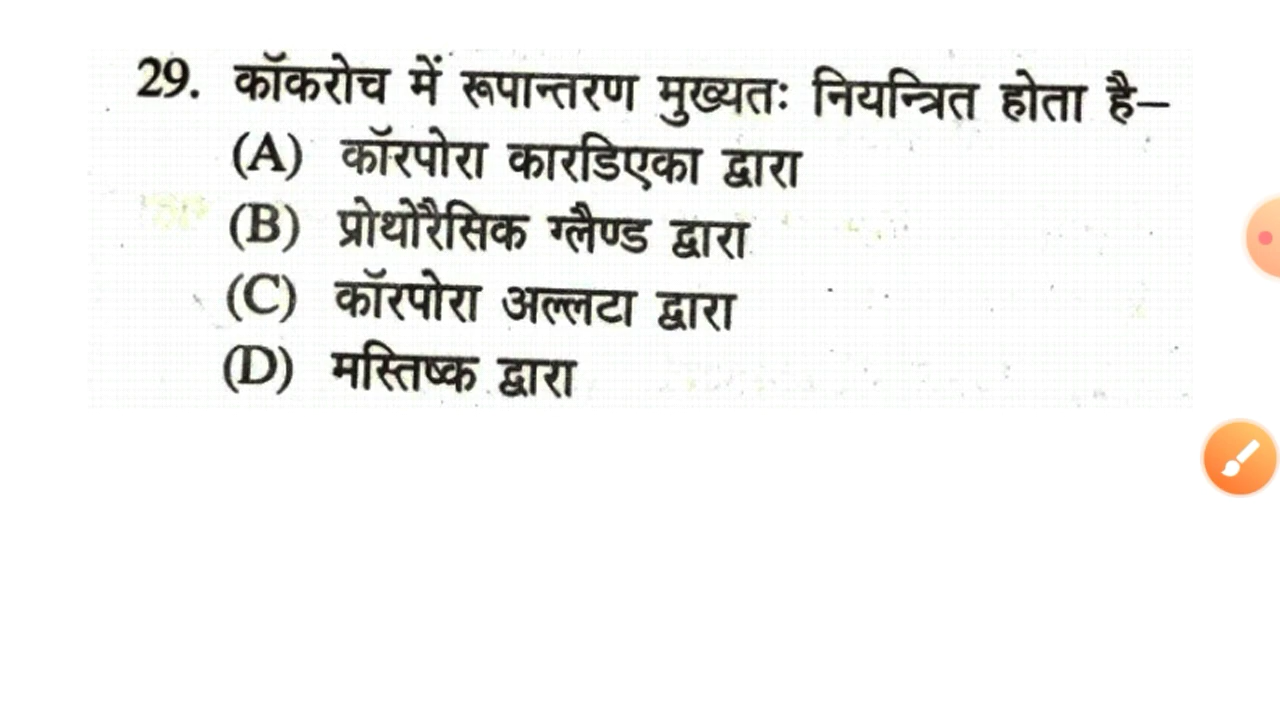 29. कॉकरोच में रूपान्तरण मुख्यतः नियन्त्रित होता है–
(A) कॉरपोरा कारडिएका द्वारा
(B) प्रोथोरैसिक ग्लैण्ड द्वारा
(C) कॉरपोरा अल्लटा द्वारा
(D) मस्तिष्क द्वारा